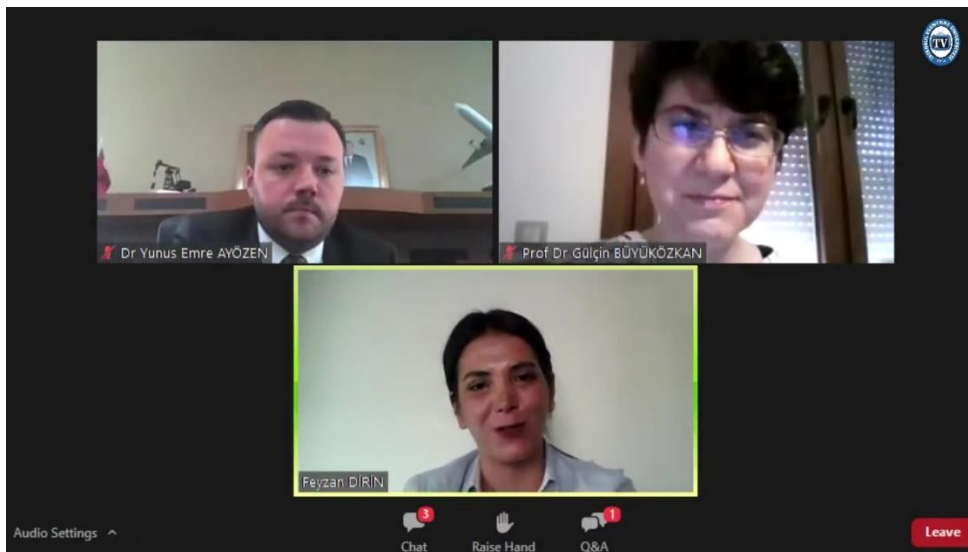 TV
Dr Yunus Emre AYÖZEN
Prof Dr Gülçin BÜYÜKÖZKAN
Feyzan DİRİN
Audio Settings
3
Chat
Raise Hand
1
Q&A
Leave